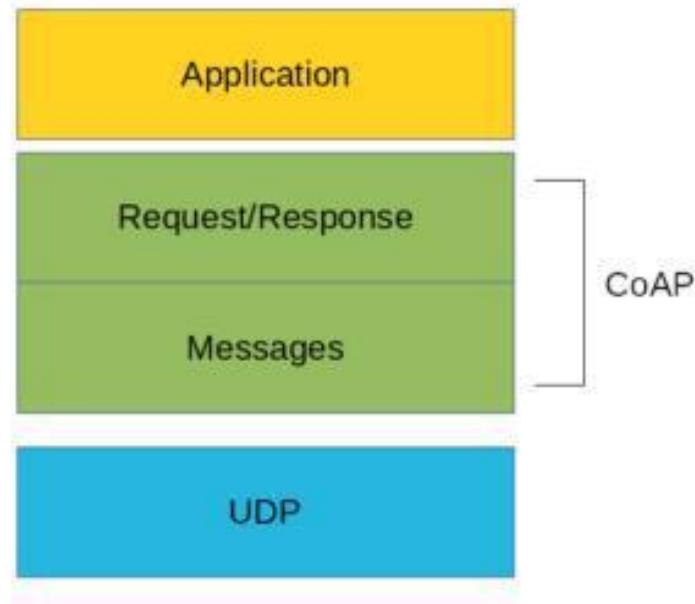 Application
Request/Response
CoAP
Messages
UDP